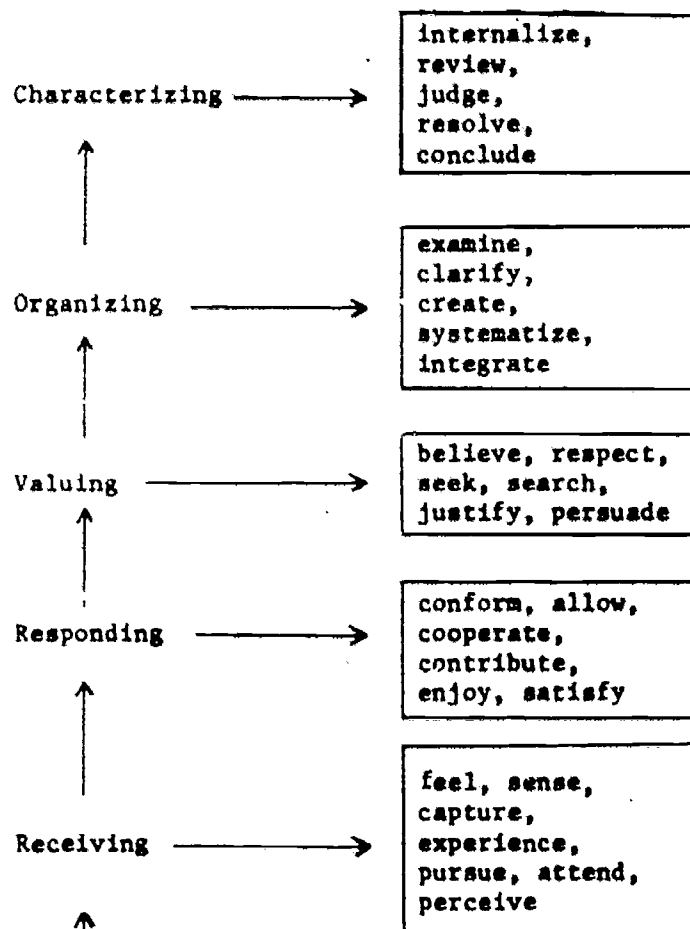 Characterizing
internalize,
review,
judge,
resolve,
conclude
Organizing
examine,
clarify,
create,
systematize,
integrate
Valuing
believe, respect,
seek, search,
justify, persuade
Responding
conform, allow,
cooperate,
contribute,
enjoy, satisfy
Receiving
feel, sense,
capture,
experience,
pursue, attend,
perceive